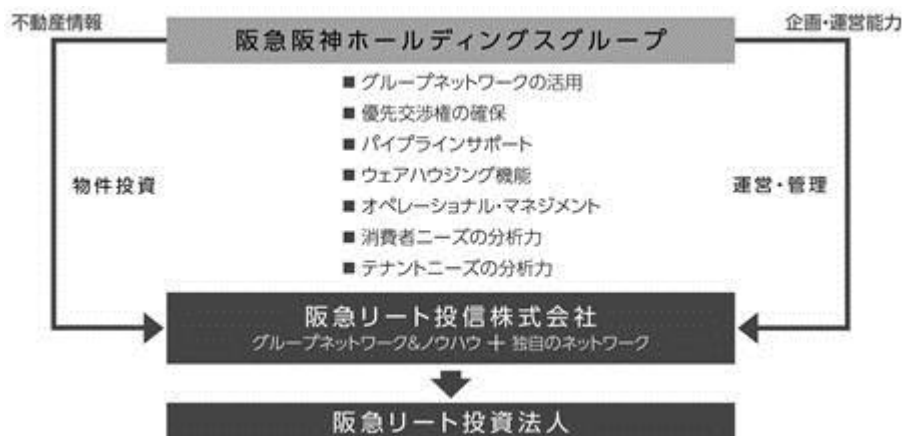 不動産情報
企画・運営能力
阪急阪神ホールディングスグループ
■ グループネットワークの活用
■ 優先交渉権の確保
■ パイプラインサポート
■ ウェアハウジング機能
■ オペレーショナル・マネジメント
■ 消費者ニーズの分析力
■ テナントニーズの分析力
物件投資
運営・管理
阪急リート投信株式会社
グループネットワーク&ノウハウ + 独自のネットワーク
阪急リート投資法人